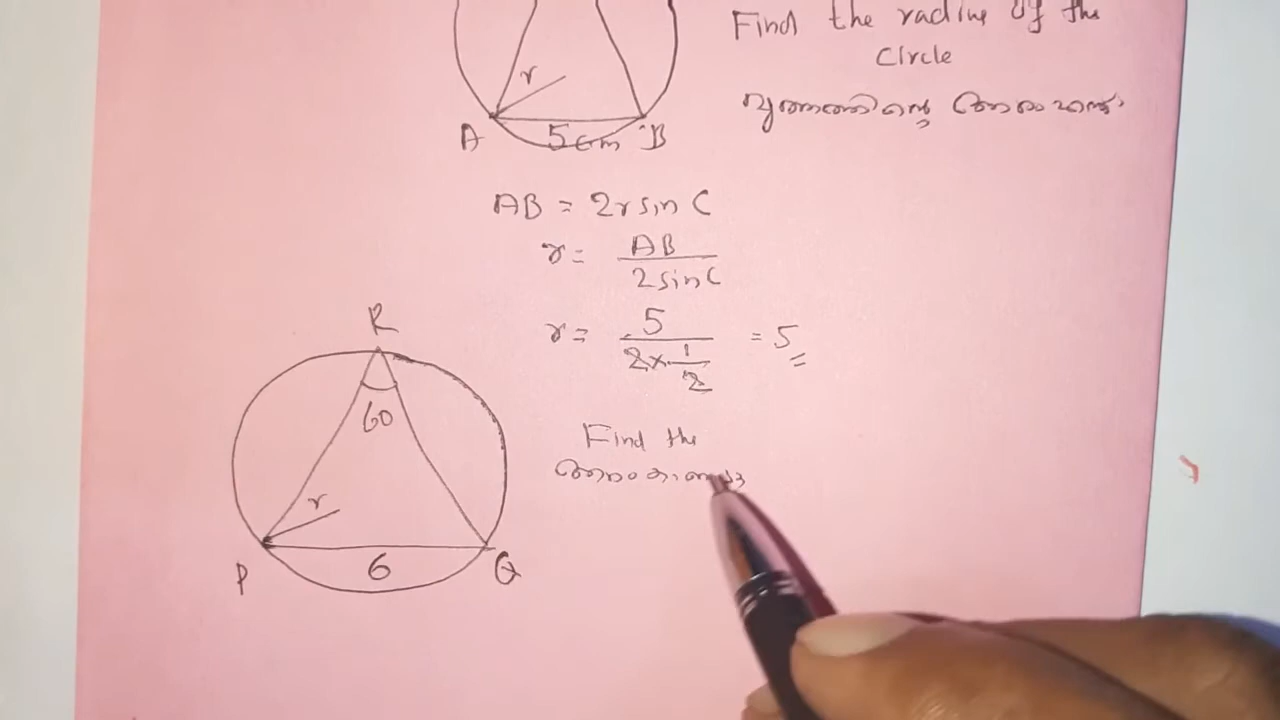 Find the radius of the
Circle
വൃത്തത്തിന്റെ ആരമെന്ത്
r
A 5cm B
AB = 2r sin C
r = AB / 2 sin C
r = 5 / 2 × 1/2 = 5
R
60
r
P 6 Q
Find the